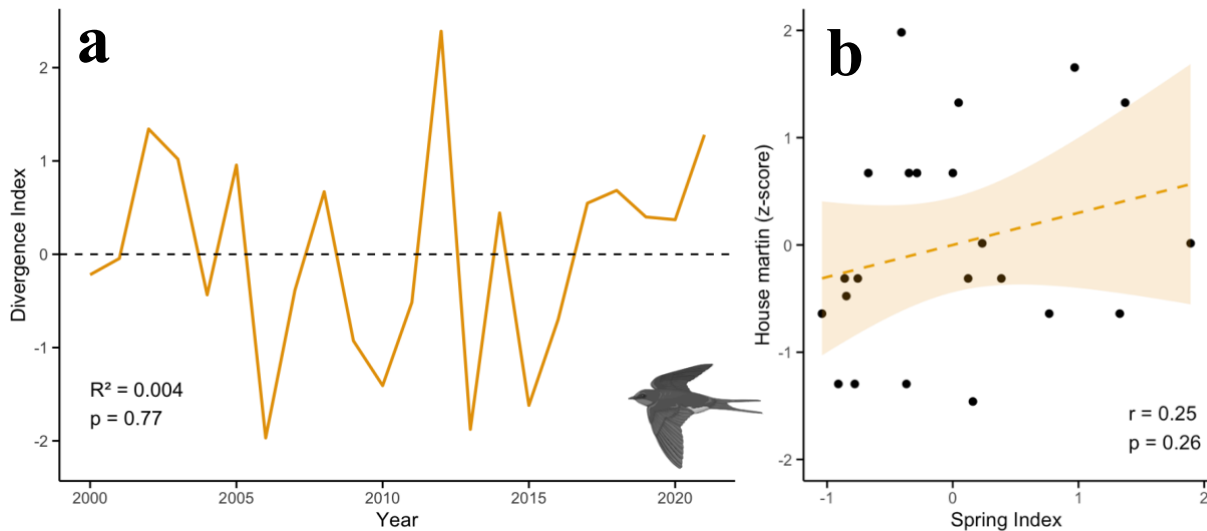 a
2
1
0
-1
-2
Divergence Index
R² = 0.004
p = 0.77
2000
2005
2010
2015
2020
Year
b
2
1
0
-1
-2
House martin (z-score)
r = 0.25
p = 0.26
-1
0
1
2
Spring Index